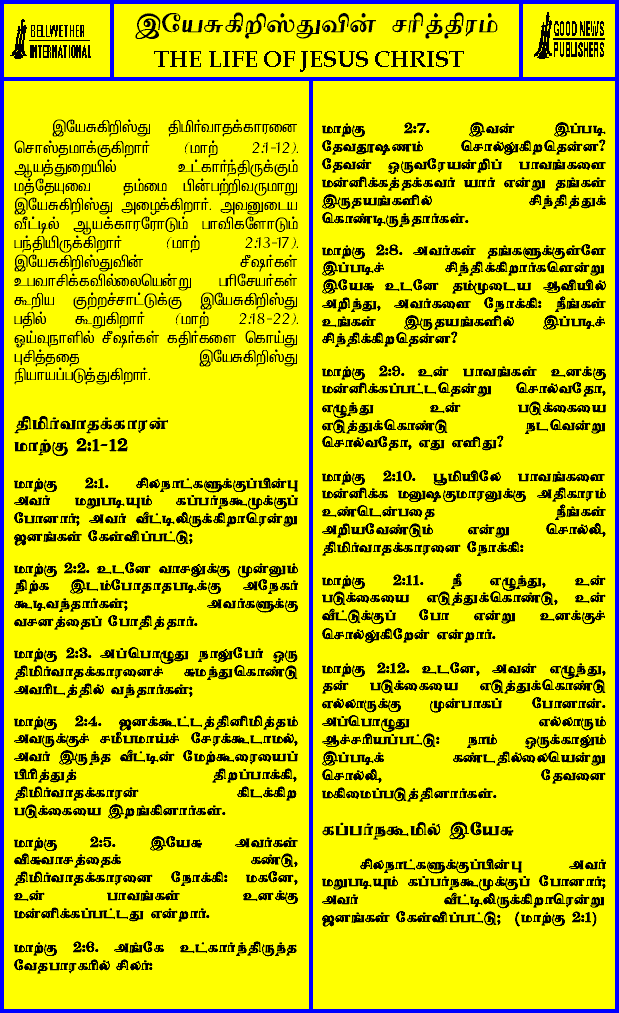 BELLWETHER
INTERNATIONAL
இயேசுகிறிஸ்துவின் சரித்திரம்
THE LIFE OF JESUS CHRIST
GOOD NEWS
PUBLISHERS
இயேசுகிறிஸ்து திமிர்வாதக்காரனை
சொஸ்தமாக்குகிறார் (மாற் 2:1-12).
ஆயத்துறையில் உட்கார்ந்திருக்கும்
மத்தேயுவை தம்மை பின்பற்றிவருமாறு
இயேசுகிறிஸ்து அழைக்கிறார். அவனுடைய
வீட்டில் ஆயக்காரரோடும் பாவிகளோடும்
பந்தியிருக்கிறார் (மாற் 2:13-17).
இயேசுகிறிஸ்துவின் சீஷர்கள்
உபவாசிக்கவில்லையென்று பரிசேயர்கள்
கூறிய குற்றச்சாட்டுக்கு இயேசுகிறிஸ்து
பதில் கூறுகிறார் (மாற் 2:18-22).
ஓய்வுநாளில் சீஷர்கள் கதிர்களை கொய்து
புசித்ததை இயேசுகிறிஸ்து
நியாயப்படுத்துகிறார்.
திமிர்வாதக்காரன்
மாற்கு 2:1-12
மாற்கு 2:1. சிலநாட்களுக்குப்பின்பு
அவர் மறுபடியும் கப்பர்நகூமுக்குப்
போனார்; அவர் வீட்டிலிருக்கிறாரென்று
ஜனங்கள் கேள்விப்பட்டு;
மாற்கு 2:2. உடனே வாசலுக்கு முன்னும்
நிற்க இடம்போதாதபடிக்கு அநேகர்
கூடிவந்தார்கள்; அவர்களுக்கு
வசனத்தைப் போதித்தார்.
மாற்கு 2:3. அப்பொழுது நாலுபேர் ஒரு
திமிர்வாதக்காரனைச் சுமந்துகொண்டு
அவரிடத்தில் வந்தார்கள்;
மாற்கு 2:4. ஜனக்கூட்டத்தினிமித்தம்
அவருக்குச் சமீபமாய்ச் சேரக்கூடாமல்,
அவர் இருந்த வீட்டின் மேற்கூரையைப்
பிரித்துத் திறப்பாக்கி,
திமிர்வாதக்காரன் கிடக்கிற
படுக்கையை இறங்கினார்கள்.
மாற்கு 2:5. இயேசு அவர்கள்
விசுவாசத்தைக் கண்டு,
திமிர்வாதக்காரனை நோக்கி: மகனே,
உன் பாவங்கள் உனக்கு
மன்னிக்கப்பட்டது என்றார்.
மாற்கு 2:6. அங்கே உட்கார்ந்திருந்த
வேதபாரகரில் சிலர்:
மாற்கு 2:7. இவன் இப்படி
தேவதூஷணம் சொல்லுகிறதென்ன?
தேவன் ஒருவரேயன்றிப் பாவங்களை
மன்னிக்கத்தக்கவர் யார் என்று தங்கள்
இருதயங்களில் சிந்தித்துக்
கொண்டிருந்தார்கள்.
மாற்கு 2:8. அவர்கள் தங்களுக்குள்ளே
இப்படிச் சிந்திக்கிறார்களென்று
இயேசு உடனே தம்முடைய ஆவியில்
அறிந்து, அவர்களை நோக்கி: நீங்கள்
உங்கள் இருதயங்களில் இப்படிச்
சிந்திக்கிறதென்ன?
மாற்கு 2:9. உன் பாவங்கள் உனக்கு
மன்னிக்கப்பட்டதென்று சொல்வதோ,
எழுந்து உன் படுக்கையை
எடுத்துக்கொண்டு நடவென்று
சொல்வதோ, எது எளிது?
மாற்கு 2:10. பூமியிலே பாவங்களை
மன்னிக்க மனுஷகுமாரனுக்கு அதிகாரம்
உண்டென்பதை நீங்கள்
அறியவேண்டும் என்று சொல்லி,
திமிர்வாதக்காரனை நோக்கி:
மாற்கு 2:11. நீ எழுந்து, உன்
படுக்கையை எடுத்துக்கொண்டு, உன்
வீட்டுக்குப் போ என்று உனக்குச்
சொல்லுகிறேன் என்றார்.
மாற்கு 2:12. உடனே, அவன் எழுந்து,
தன் படுக்கையை எடுத்துக்கொண்டு
எல்லாருக்கு முன்பாகப் போனான்.
அப்பொழுது எல்லாரும்
ஆச்சரியப்பட்டு: நாம் ஒருக்காலும்
இப்படிக் கண்டதில்லையென்று
சொல்லி, தேவனை
மகிமைப்படுத்தினார்கள்.
கப்பர்நகூமில் இயேசு
சிலநாட்களுக்குப்பின்பு அவர்
மறுபடியும் கப்பர்நகூமுக்குப் போனார்;
அவர் வீட்டிலிருக்கிறாரென்று
ஜனங்கள் கேள்விப்பட்டு; (மாற்கு 2:1)